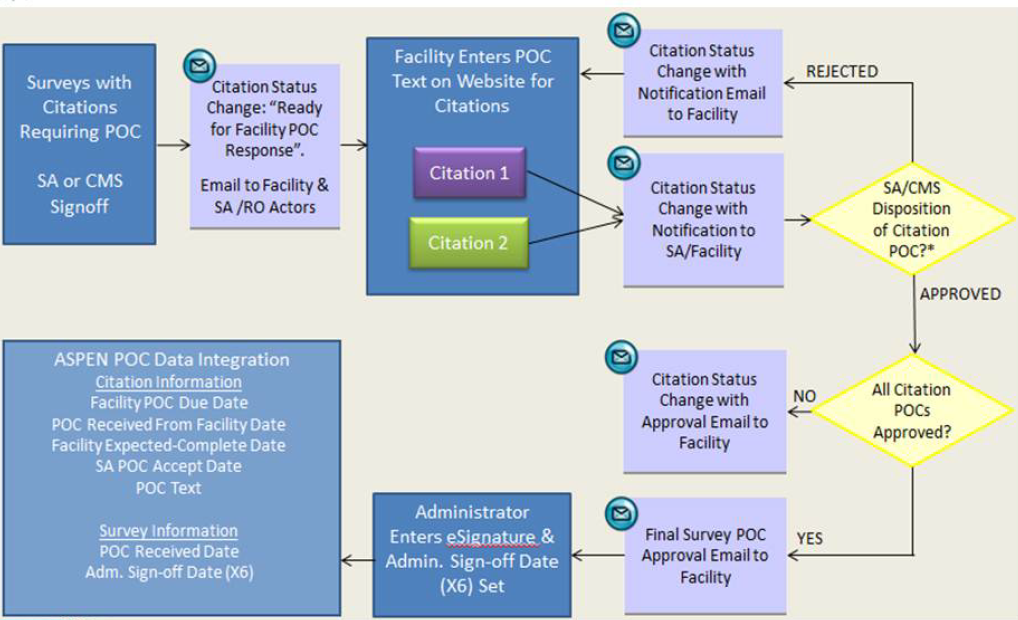 Surveys with
Citations
Requiring POC
SA or CMS
Signoff
Citation Status
Change: “Ready
for Facility POC
Response”.
Email to Facility &
SA /RO Actors
Facility Enters POC
Text on Website for
Citations
Citation 1
Citation 2
Citation Status
Change with
Notification Email
to Facility
REJECTED
Citation Status
Change with
Notification to
SA/Facility
SA/CMS
Disposition
of Citation
POC?*
APPROVED
All Citation
POCs
Approved?
NO
Citation Status
Change with
Approval Email to
Facility
YES
Final Survey POC
Approval Email to
Facility
Administrator
Enters eSignature &
Admin. Sign-off Date
(X6) Set
ASPEN POC Data Integration
Citation Information
Facility POC Due Date
POC Received From Facility Date
Facility Expected-Complete Date
SA POC Accept Date
POC Text
Survey Information
POC Received Date
Adm. Sign-off Date (X6)